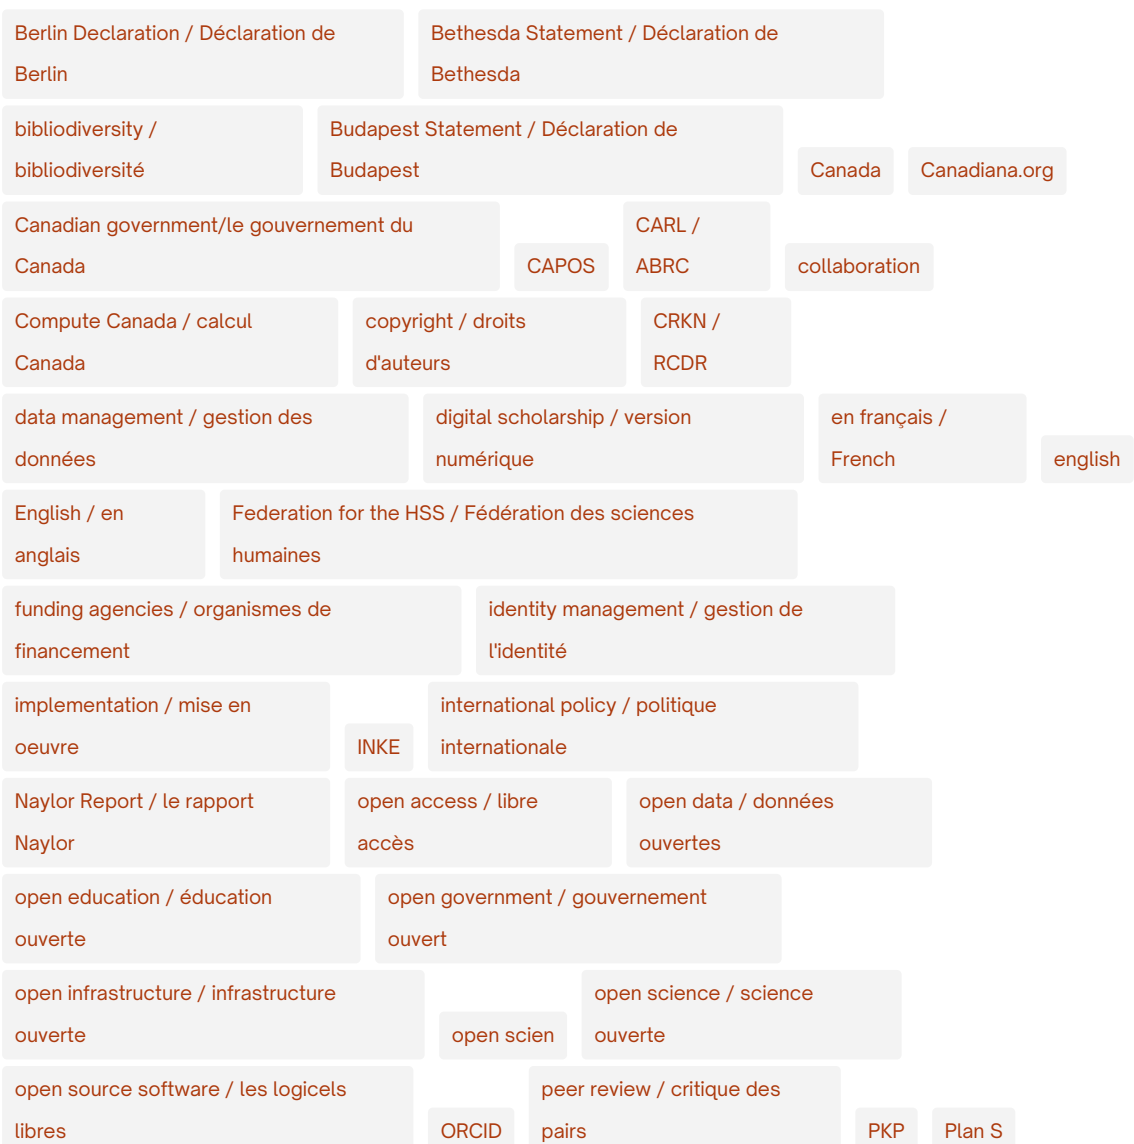 Berlin Declaration / Déclaration de
Berlin
Bethesda Statement / Déclaration de
Bethesda
bibliodiversity /
bibliodiversité
Budapest Statement / Déclaration de
Budapest
Canada
Canadiana.org
Canadian government/le gouvernement du
Canada
CAPOS
CARL /
ABRC
collaboration
Compute Canada / calcul
Canada
copyright / droits
d'auteurs
CRKN /
RCDR
data management / gestion des
données
digital scholarship / version
numérique
en français /
French
english
English / en
anglais
Federation for the HSS / Fédération des sciences
humaines
funding agencies / organismes de
financement
identity management / gestion de
l'identité
implementation / mise en
oeuvre
INKE
international policy / politique
internationale
Naylor Report / le rapport
Naylor
open access / libre
accès
open data / données
ouvertes
open education / éducation
ouverte
open government / gouvernement
ouvert
open infrastructure / infrastructure
ouverte
open scien
open science / science
ouverte
open source software / les logicels
libres
ORCID
peer review / critique des
pairs
PKP
Plan S